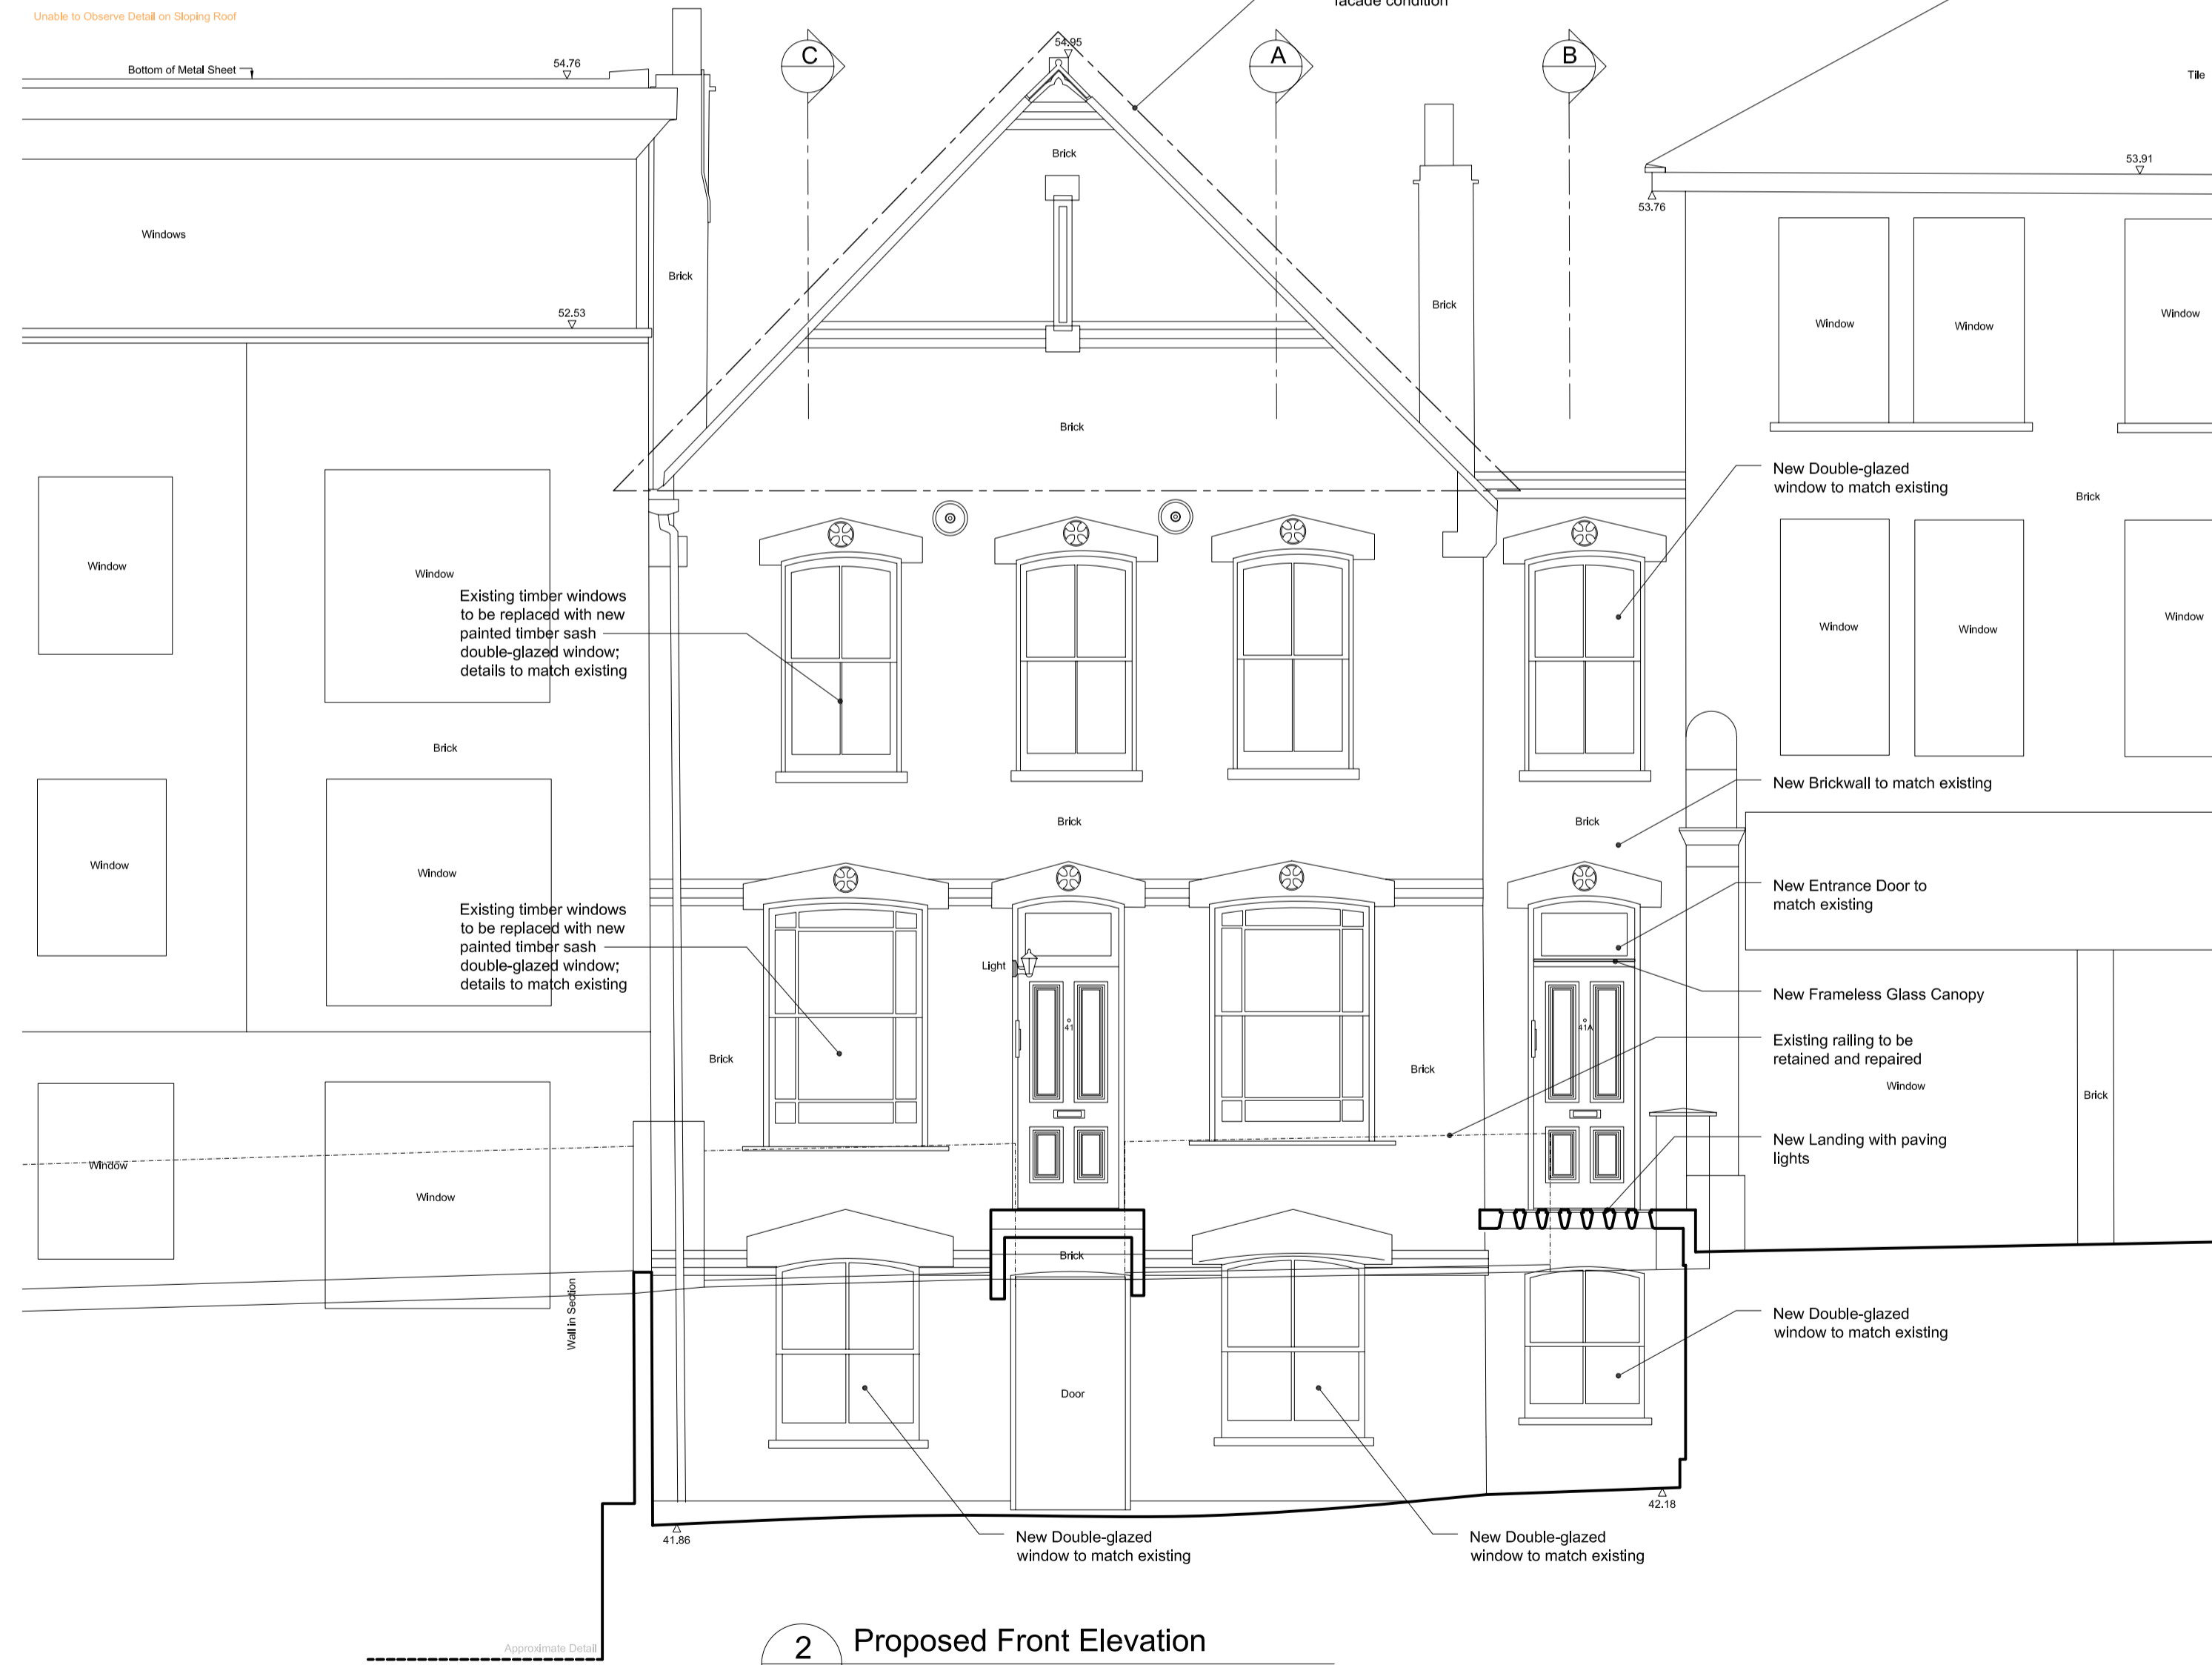 facade condition
Unable to Observe Detail on Sloping Roof
Bottom of Metal Sheet
54.76
54.95
C
A
B
Tile
53.91
53.76
Brick
Windows
Brick
Brick
52.53
Window
Window
Window
Brick
New Double-glazed
window to match existing
Brick
Window
Window
Existing timber windows
to be replaced with new
painted timber sash
double-glazed window;
details to match existing
Window
Window
Window
Brick
New Brickwall to match existing
Brick
Brick
Window
Window
New Entrance Door to
match existing
Existing timber windows
to be replaced with new
painted timber sash
double-glazed window;
details to match existing
Light
New Frameless Glass Canopy
41
41A
Existing railing to be
retained and repaired
Brick
Brick
Window
Brick
New Landing with paving
lights
Window
Window
Brick
Wall in Section
New Double-glazed
window to match existing
Door
42.18
41.86
New Double-glazed
window to match existing
New Double-glazed
window to match existing
Approximate Detail
2
Proposed Front Elevation